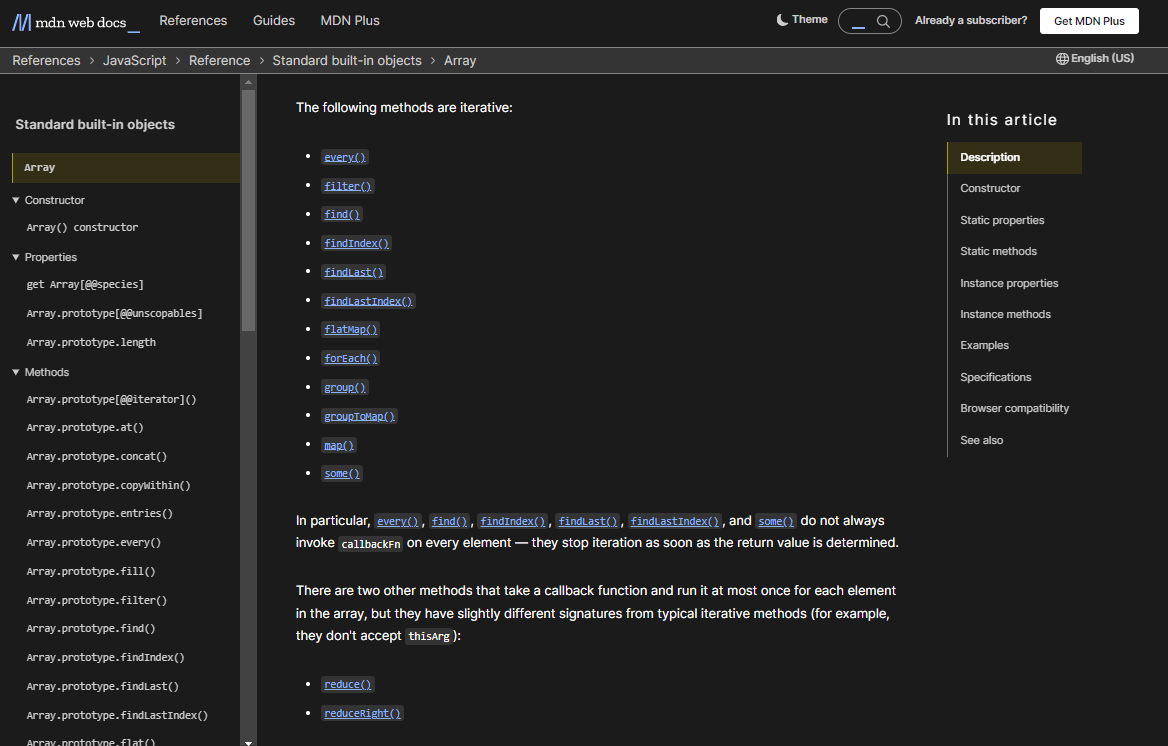 mdn web docs_
References
Guides
MDN Plus
Theme
Already a subscriber?
Get MDN Plus
References > JavaScript > Reference > Standard built-in objects > Array
English (US)
Standard built-in objects
Array
▼ Constructor
Array() constructor
▼ Properties
get Array[@@species]
Array.prototype[@@unscopables]
Array.prototype.length
▼ Methods
Array.prototype[@@iterator]()
Array.prototype.at()
Array.prototype.concat()
Array.prototype.copyWithin()
Array.prototype.entries()
Array.prototype.every()
Array.prototype.fill()
Array.prototype.filter()
Array.prototype.find()
Array.prototype.findIndex()
Array.prototype.findLast()
Array.prototype.findLastIndex()
Array.prototype.flat()
The following methods are iterative:
• every()
• filter()
• find()
• findIndex()
• findLast()
• findLastIndex()
• flatMap()
• forEach()
• group()
• groupToMap()
• map()
• some()
In particular, every(), find(), findIndex(), findLast(), findLastIndex(), and some() do not always
invoke callbackFn on every element — they stop iteration as soon as the return value is determined.
There are two other methods that take a callback function and run it at most once for each element
in the array, but they have slightly different signatures from typical iterative methods (for example,
they don't accept thisArg):
• reduce()
• reduceRight()
In this article
Description
Constructor
Static properties
Static methods
Instance properties
Instance methods
Examples
Specifications
Browser compatibility
See also